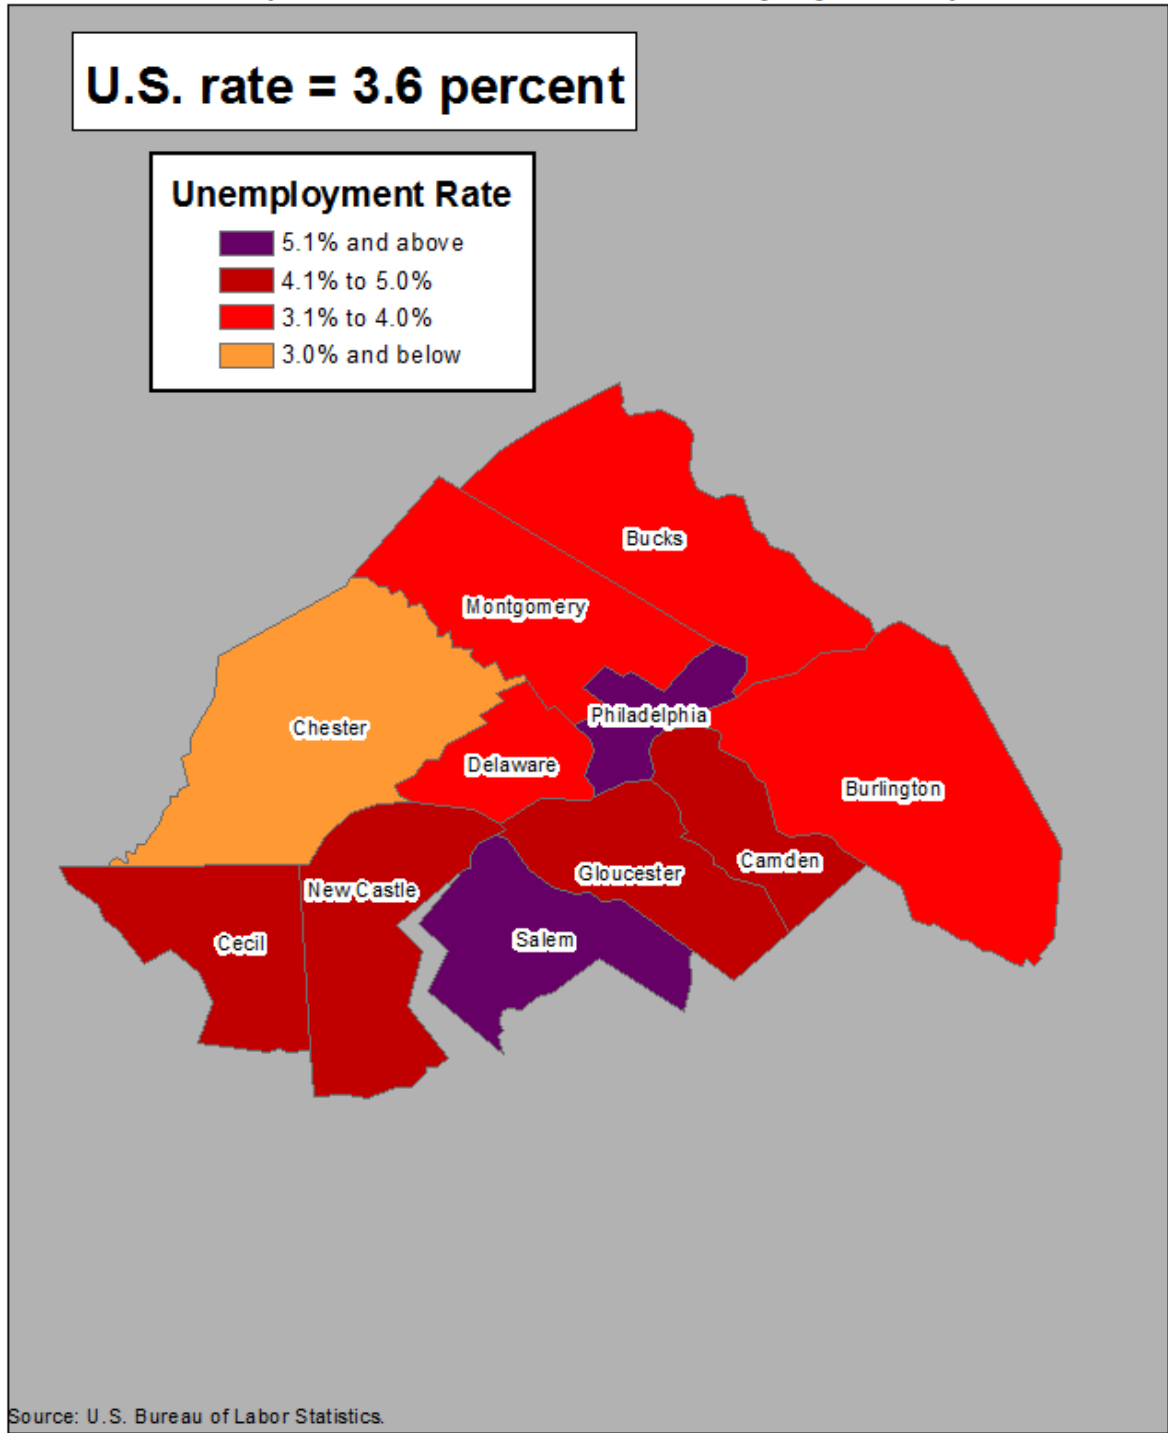 U.S. rate = 3.6 percent
Unemployment Rate
5.1% and above
4.1% to 5.0%
3.1% to 4.0%
3.0% and below
Bucks
Montgomery
Philadelphia
Chester
Delaware
Burlington
Camden
Gloucester
New Castle
Salem
Cecil
Source: U.S. Bureau of Labor Statistics.